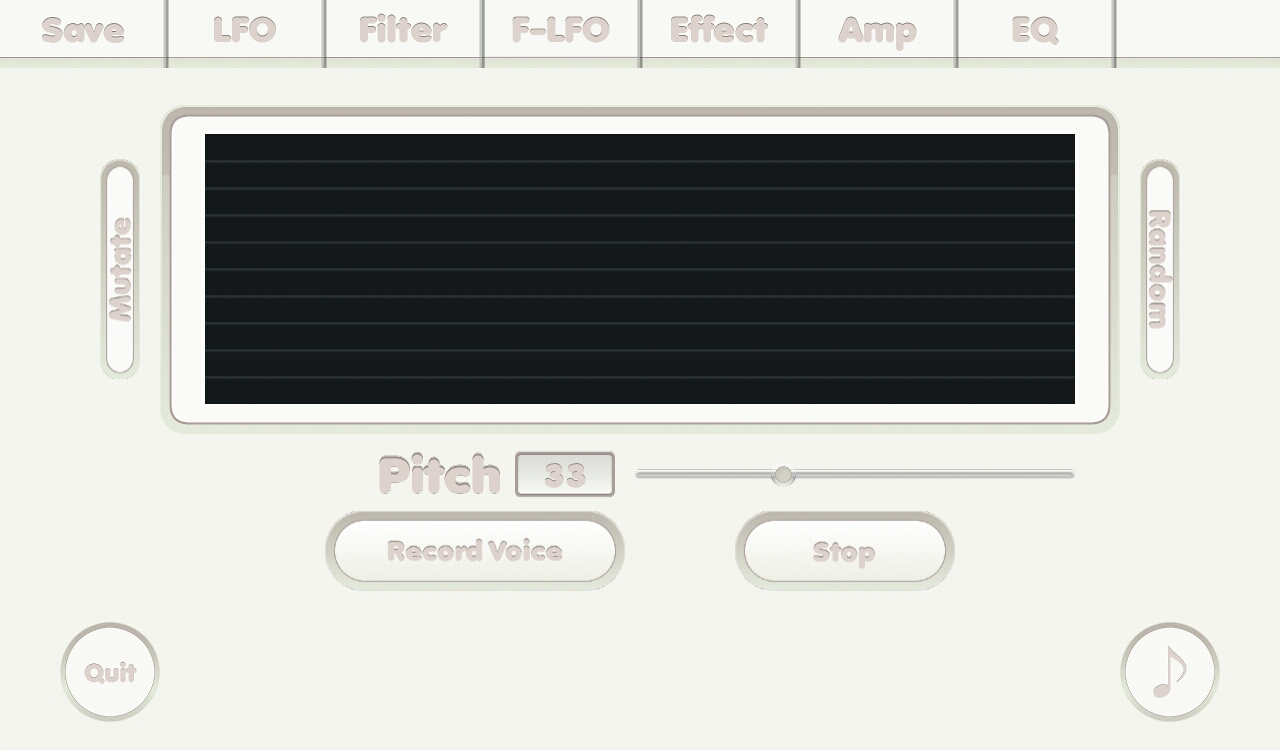 Save LFO Filter F-LFO Effect Amp EQ
Mutate
Random
Pitch 33
Record Voice Stop
Quit